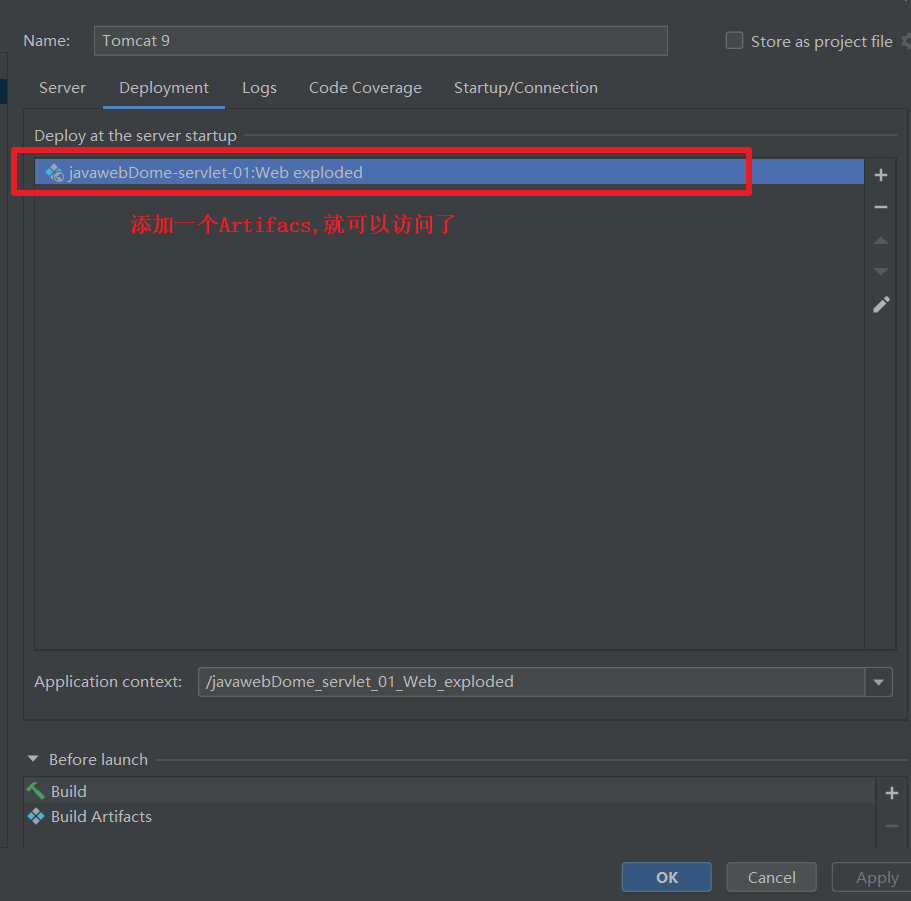 Name: Tomcat 9 Store as project file
Server Deployment Logs Code Coverage Startup/Connection
Deploy at the server startup
javawebDome-servlet-01:Web exploded
添加一个Artifacs,就可以访问了
Application context: /javawebDome_servlet_01_Web_exploded
Before launch
Build
Build Artifacts
OK Cancel Apply